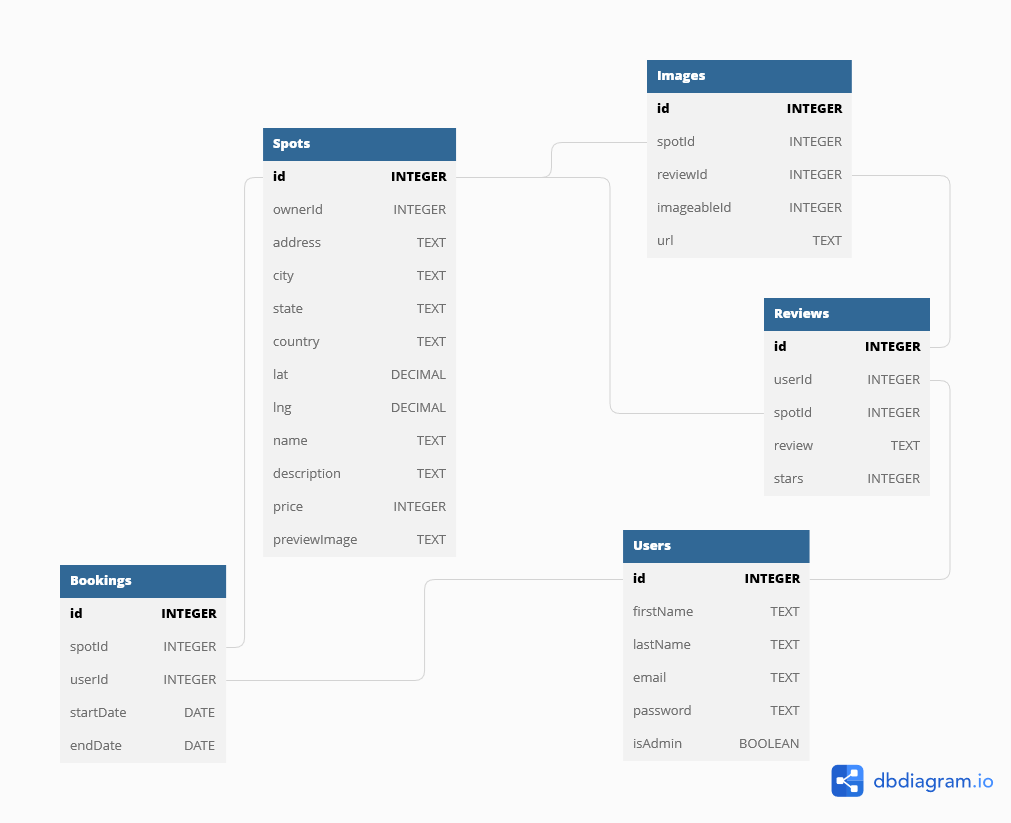 Images
id INTEGER
spotId INTEGER
reviewId INTEGER
imageableId INTEGER
url TEXT
Spots
id INTEGER
ownerId INTEGER
address TEXT
city TEXT
state TEXT
country TEXT
lat DECIMAL
lng DECIMAL
name TEXT
description TEXT
price INTEGER
previewImage TEXT
Reviews
id INTEGER
userId INTEGER
spotId INTEGER
review TEXT
stars INTEGER
Users
id INTEGER
firstName TEXT
lastName TEXT
email TEXT
password TEXT
isAdmin BOOLEAN
Bookings
id INTEGER
spotId INTEGER
userId INTEGER
startDate DATE
endDate DATE
dbdiagram.io